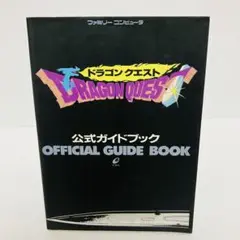 ファミリーコンピュータ
ドラゴンクエスト
DRAGON QUEST
公式ガイドブック
OFFICIAL GUIDE BOOK